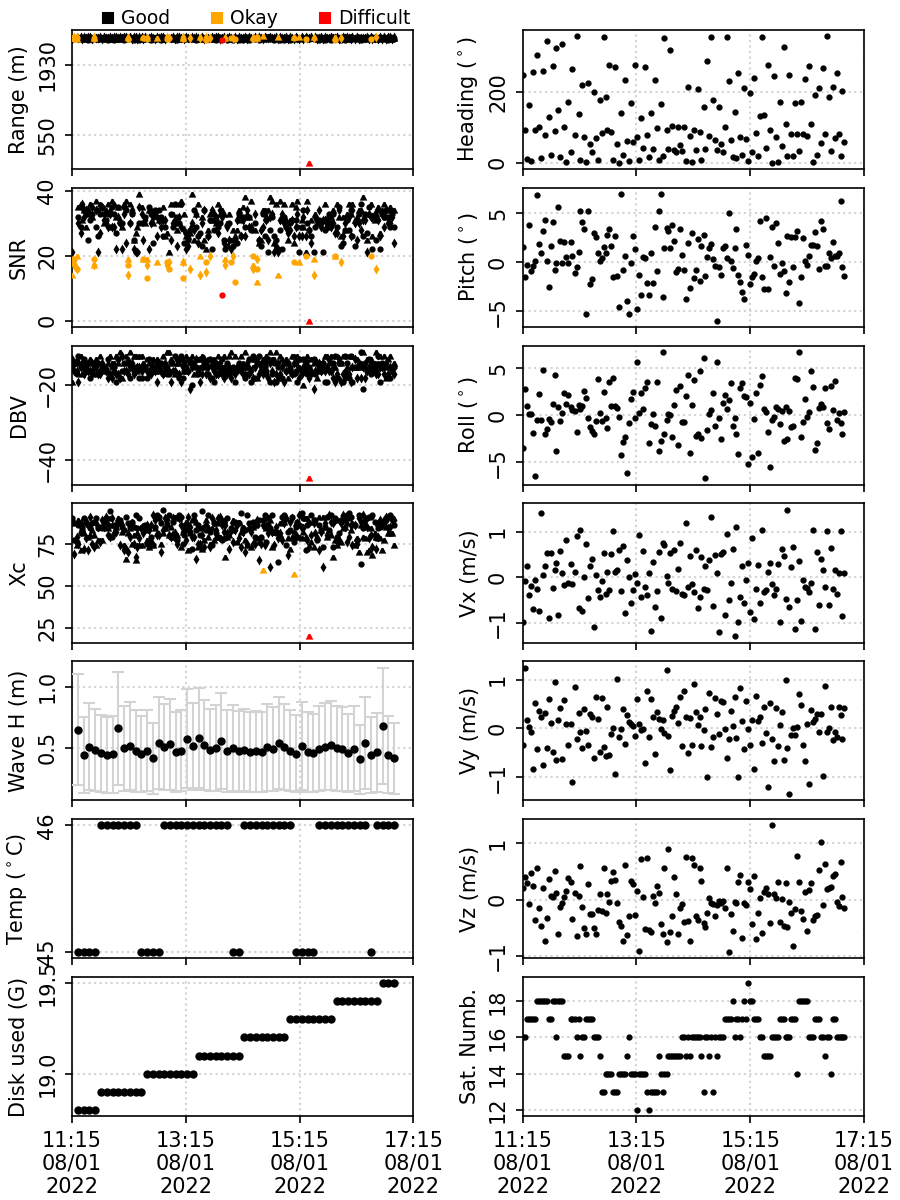 Good Okay Difficult
Range (m)
1930
550
Heading (°)
200
0
SNR
40
20
0
Pitch (°)
5
0
−5
DBV
−20
−40
Roll (°)
5
0
−5
Xc
75
50
25
Vx (m/s)
1
0
−1
Wave H (m)
1.0
0.5
Vy (m/s)
1
0
−1
Temp (°C)
46
45
Vz (m/s)
1
0
−1
Disk used (G)
19.5
19.0
Sat. Numb.
18
16
14
12
11:15 13:15 15:15 17:15
08/01 08/01 08/01 08/01
2022 2022 2022 2022
11:15 13:15 15:15 17:15
08/01 08/01 08/01 08/01
2022 2022 2022 2022